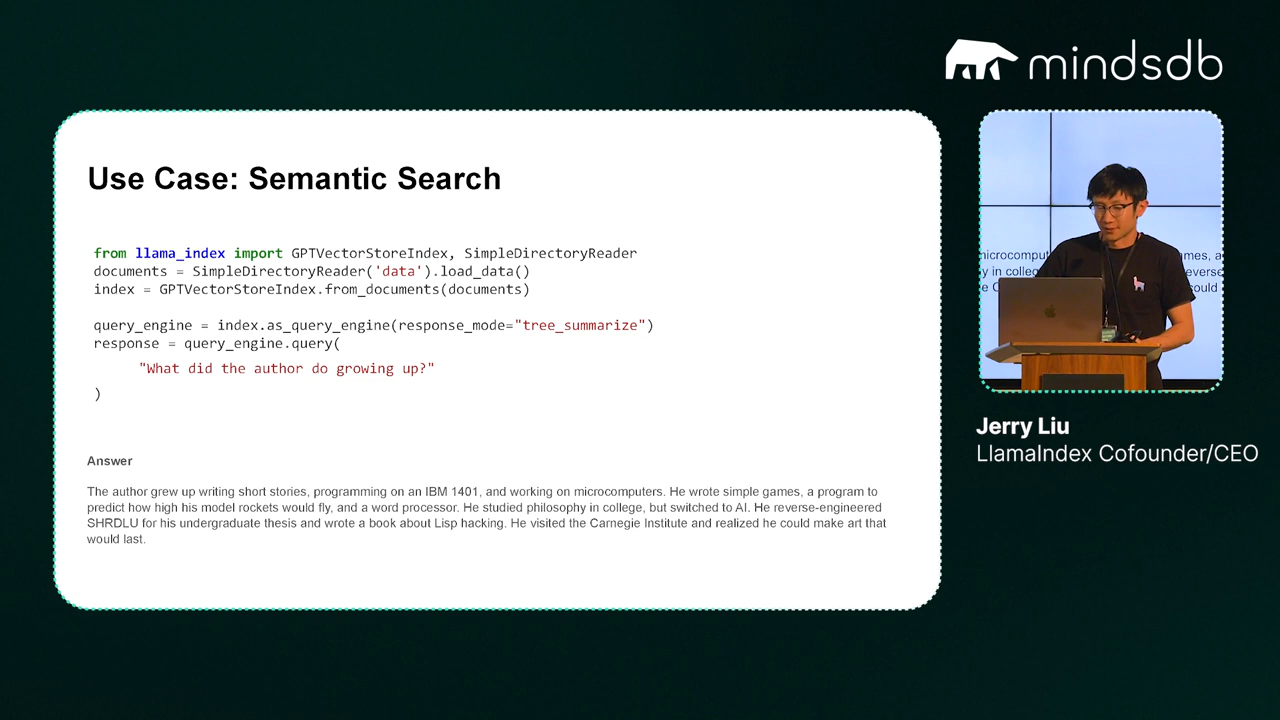 mindsdb
Use Case: Semantic Search
from llama_index import GPTVectorStoreIndex, SimpleDirectoryReader
documents = SimpleDirectoryReader('data').load_data()
index = GPTVectorStoreIndex.from_documents(documents)
query_engine = index.as_query_engine(response_mode="tree_summarize")
response = query_engine.query(
"What did the author do growing up?"
)
Answer
The author grew up writing short stories, programming on an IBM 1401, and working on microcomputers. He wrote simple games, a program to
predict how high his model rockets would fly, and a word processor. He studied philosophy in college, but switched to AI. He reverse-engineered
SHRDLU for his undergraduate thesis and wrote a book about Lisp hacking. He visited the Carnegie Institute and realized he could make art that
would last.
Jerry Liu
LlamaIndex Cofounder/CEO